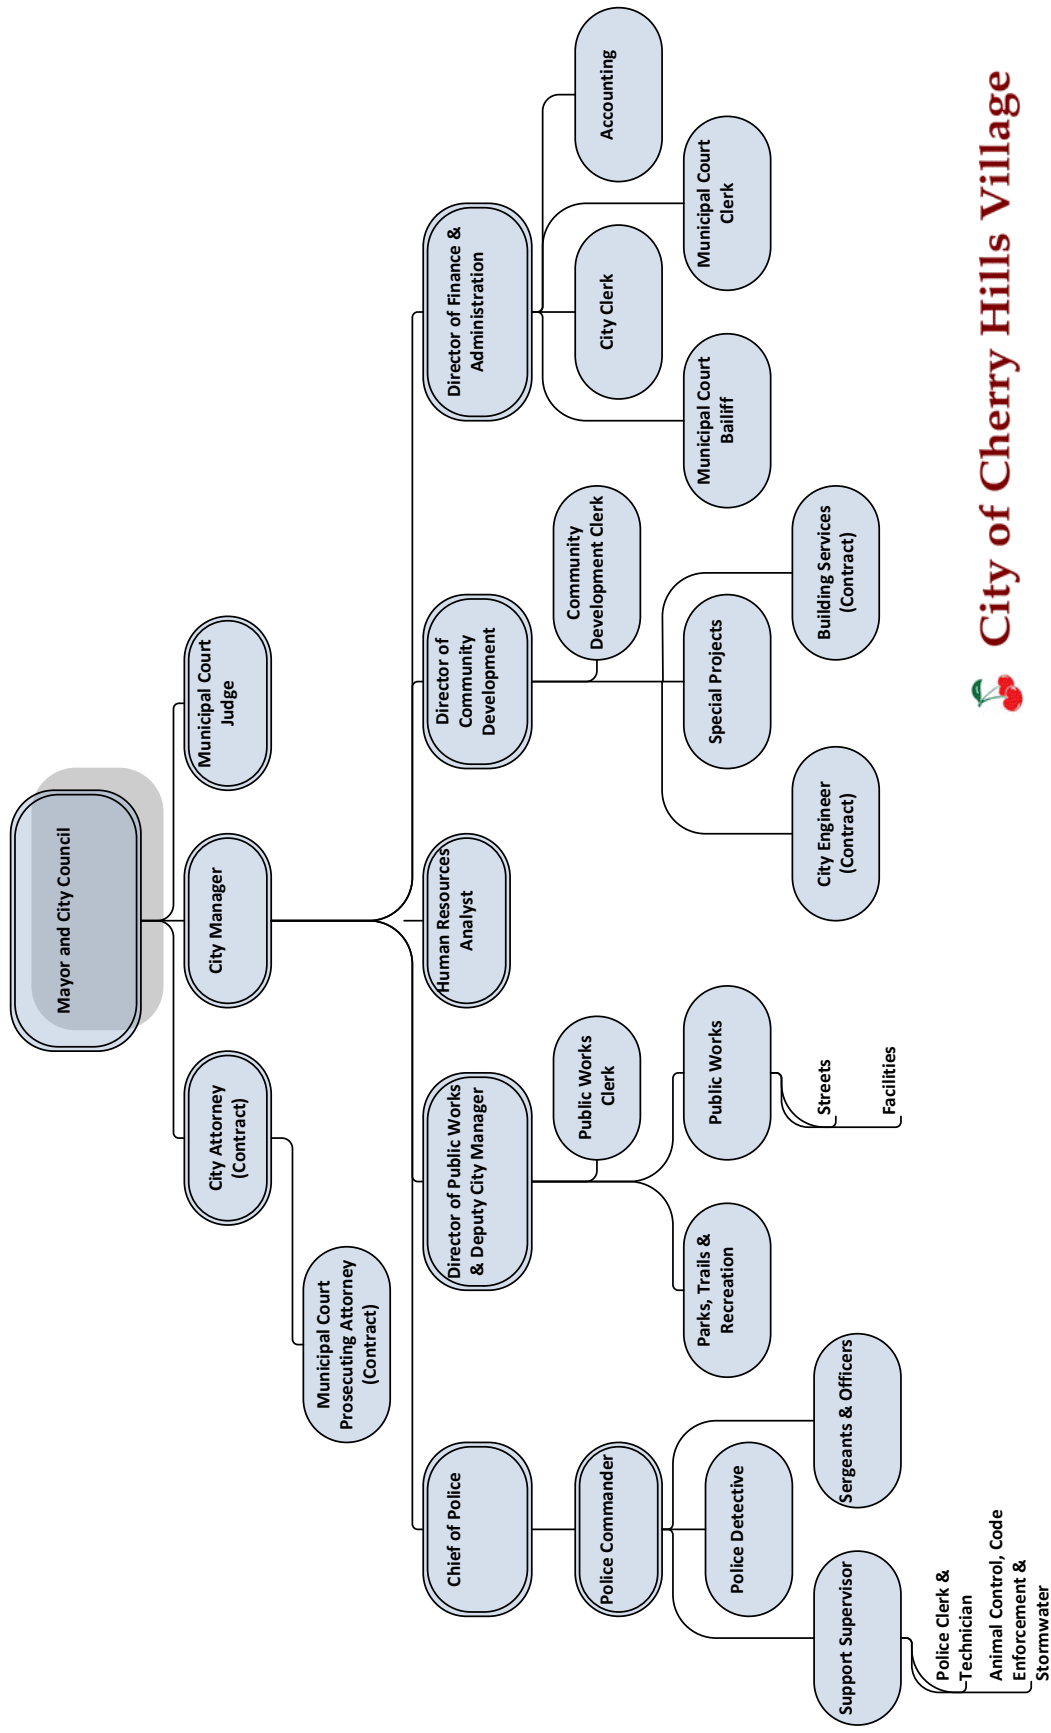 Mayor and City Council
City Attorney
(Contract)
City Manager
Municipal Court
Judge
Municipal Court
Prosecuting Attorney
(Contract)
Chief of Police
Director of Public Works
& Deputy City Manager
Human Resources
Analyst
Director of
Community
Development
Director of Finance &
Administration
Police Commander
Public Works
Clerk
Community
Development Clerk
City Clerk
Accounting
Police Detective
Parks, Trails &
Recreation
Public Works
Special Projects
Municipal Court
Bailiff
Municipal Court
Clerk
Support Supervisor
Sergeants & Officers
Streets
Facilities
City Engineer
(Contract)
Building Services
(Contract)
Police Clerk &
Technician
Animal Control, Code
Enforcement &
Stormwater
City of Cherry Hills Village